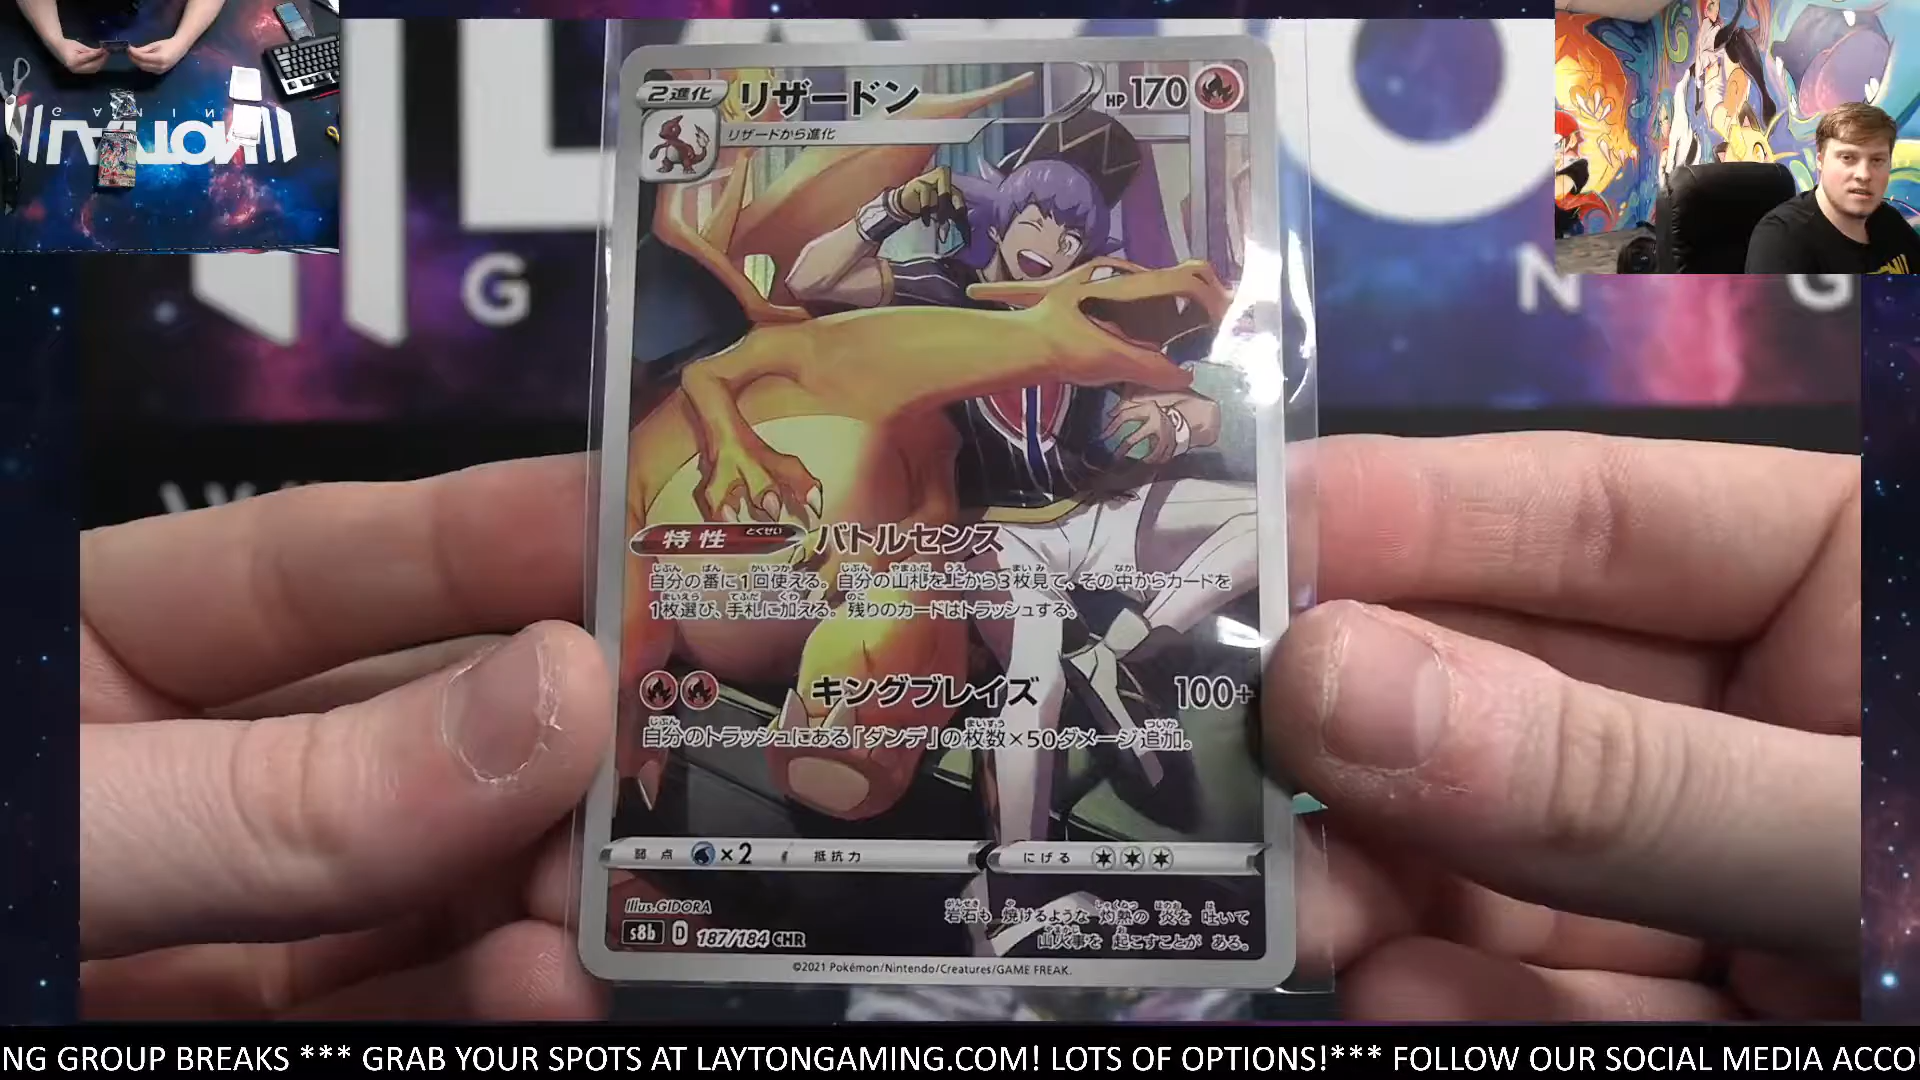 2進化
リザードン
HP 170
リザードから進化
G
N
G
特性
とくせい
バトルセンス
自分の番に1回使える。自分の山札を上から3枚見て、その中からカードを
1枚選び、手札に加える。残りのカードはトラッシュする。
キングブレイズ
100+
自分のトラッシュにある「ダンデ」の枚数×50ダメージ追加。
弱点
×2
抵抗力
にげる
Illus.GIDORA
s8b D 187/184 CHR
岩石も 焼けるような 灼熱の 炎を 吐いて
山火事を 起こすことが ある。
©2021 Pokémon/Nintendo/Creatures/GAME FREAK.
NG GROUP BREAKS *** GRAB YOUR SPOTS AT LAYTONGAMING.COM! LOTS OF OPTIONS!*** FOLLOW OUR SOCIAL MEDIA ACCO